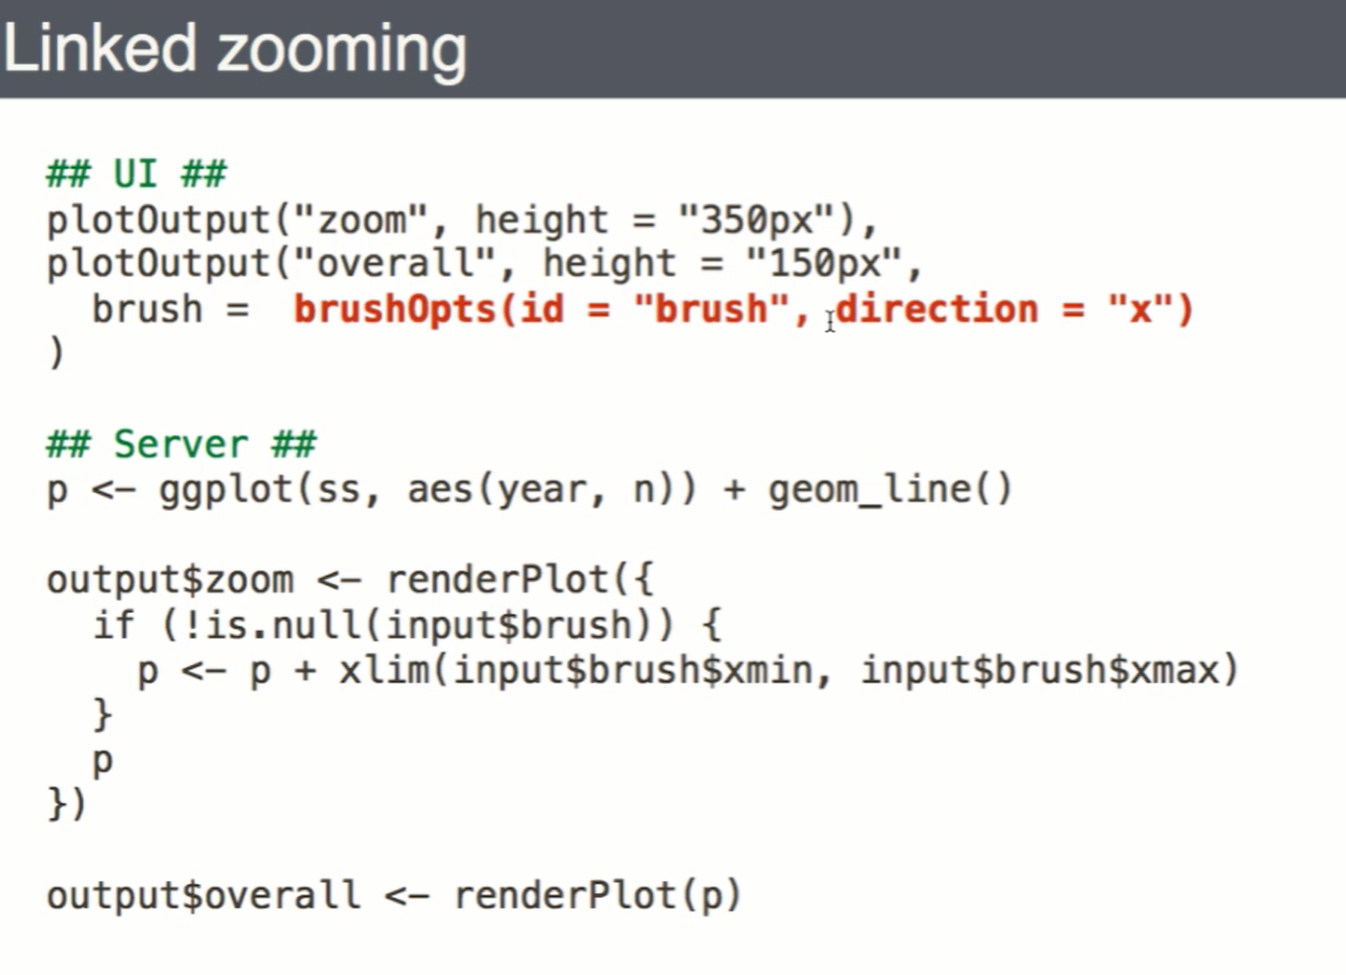 Linked zooming
## UI ##
plotOutput("zoom", height = "350px"),
plotOutput("overall", height = "150px",
  brush =  brushOpts(id = "brush", direction = "x")
)
## Server ##
p <- ggplot(ss, aes(year, n)) + geom_line()
output$zoom <- renderPlot({
  if (!is.null(input$brush)) {
    p <- p + xlim(input$brush$xmin, input$brush$xmax)
  }
  p
})
output$overall <- renderPlot(p)